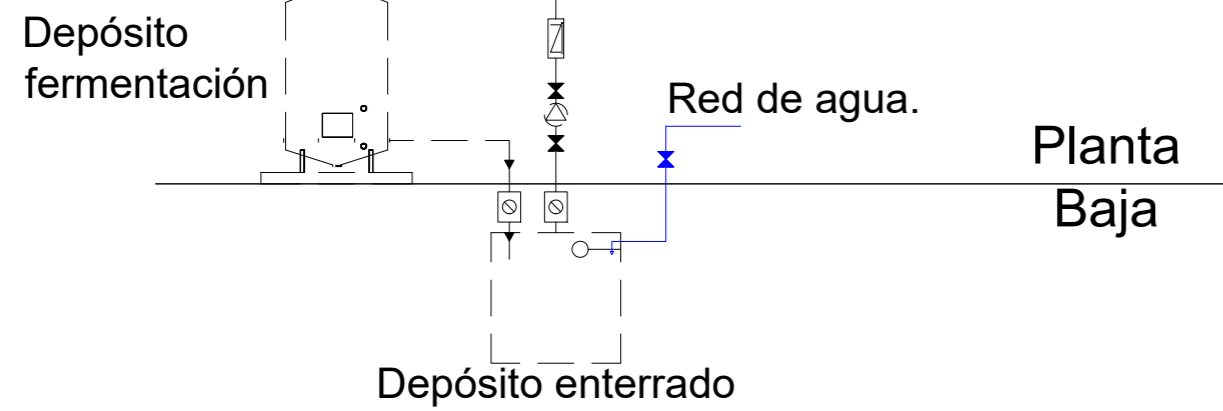 Depósito
fermentación
Red de agua.
Planta
Baja
Depósito enterrado